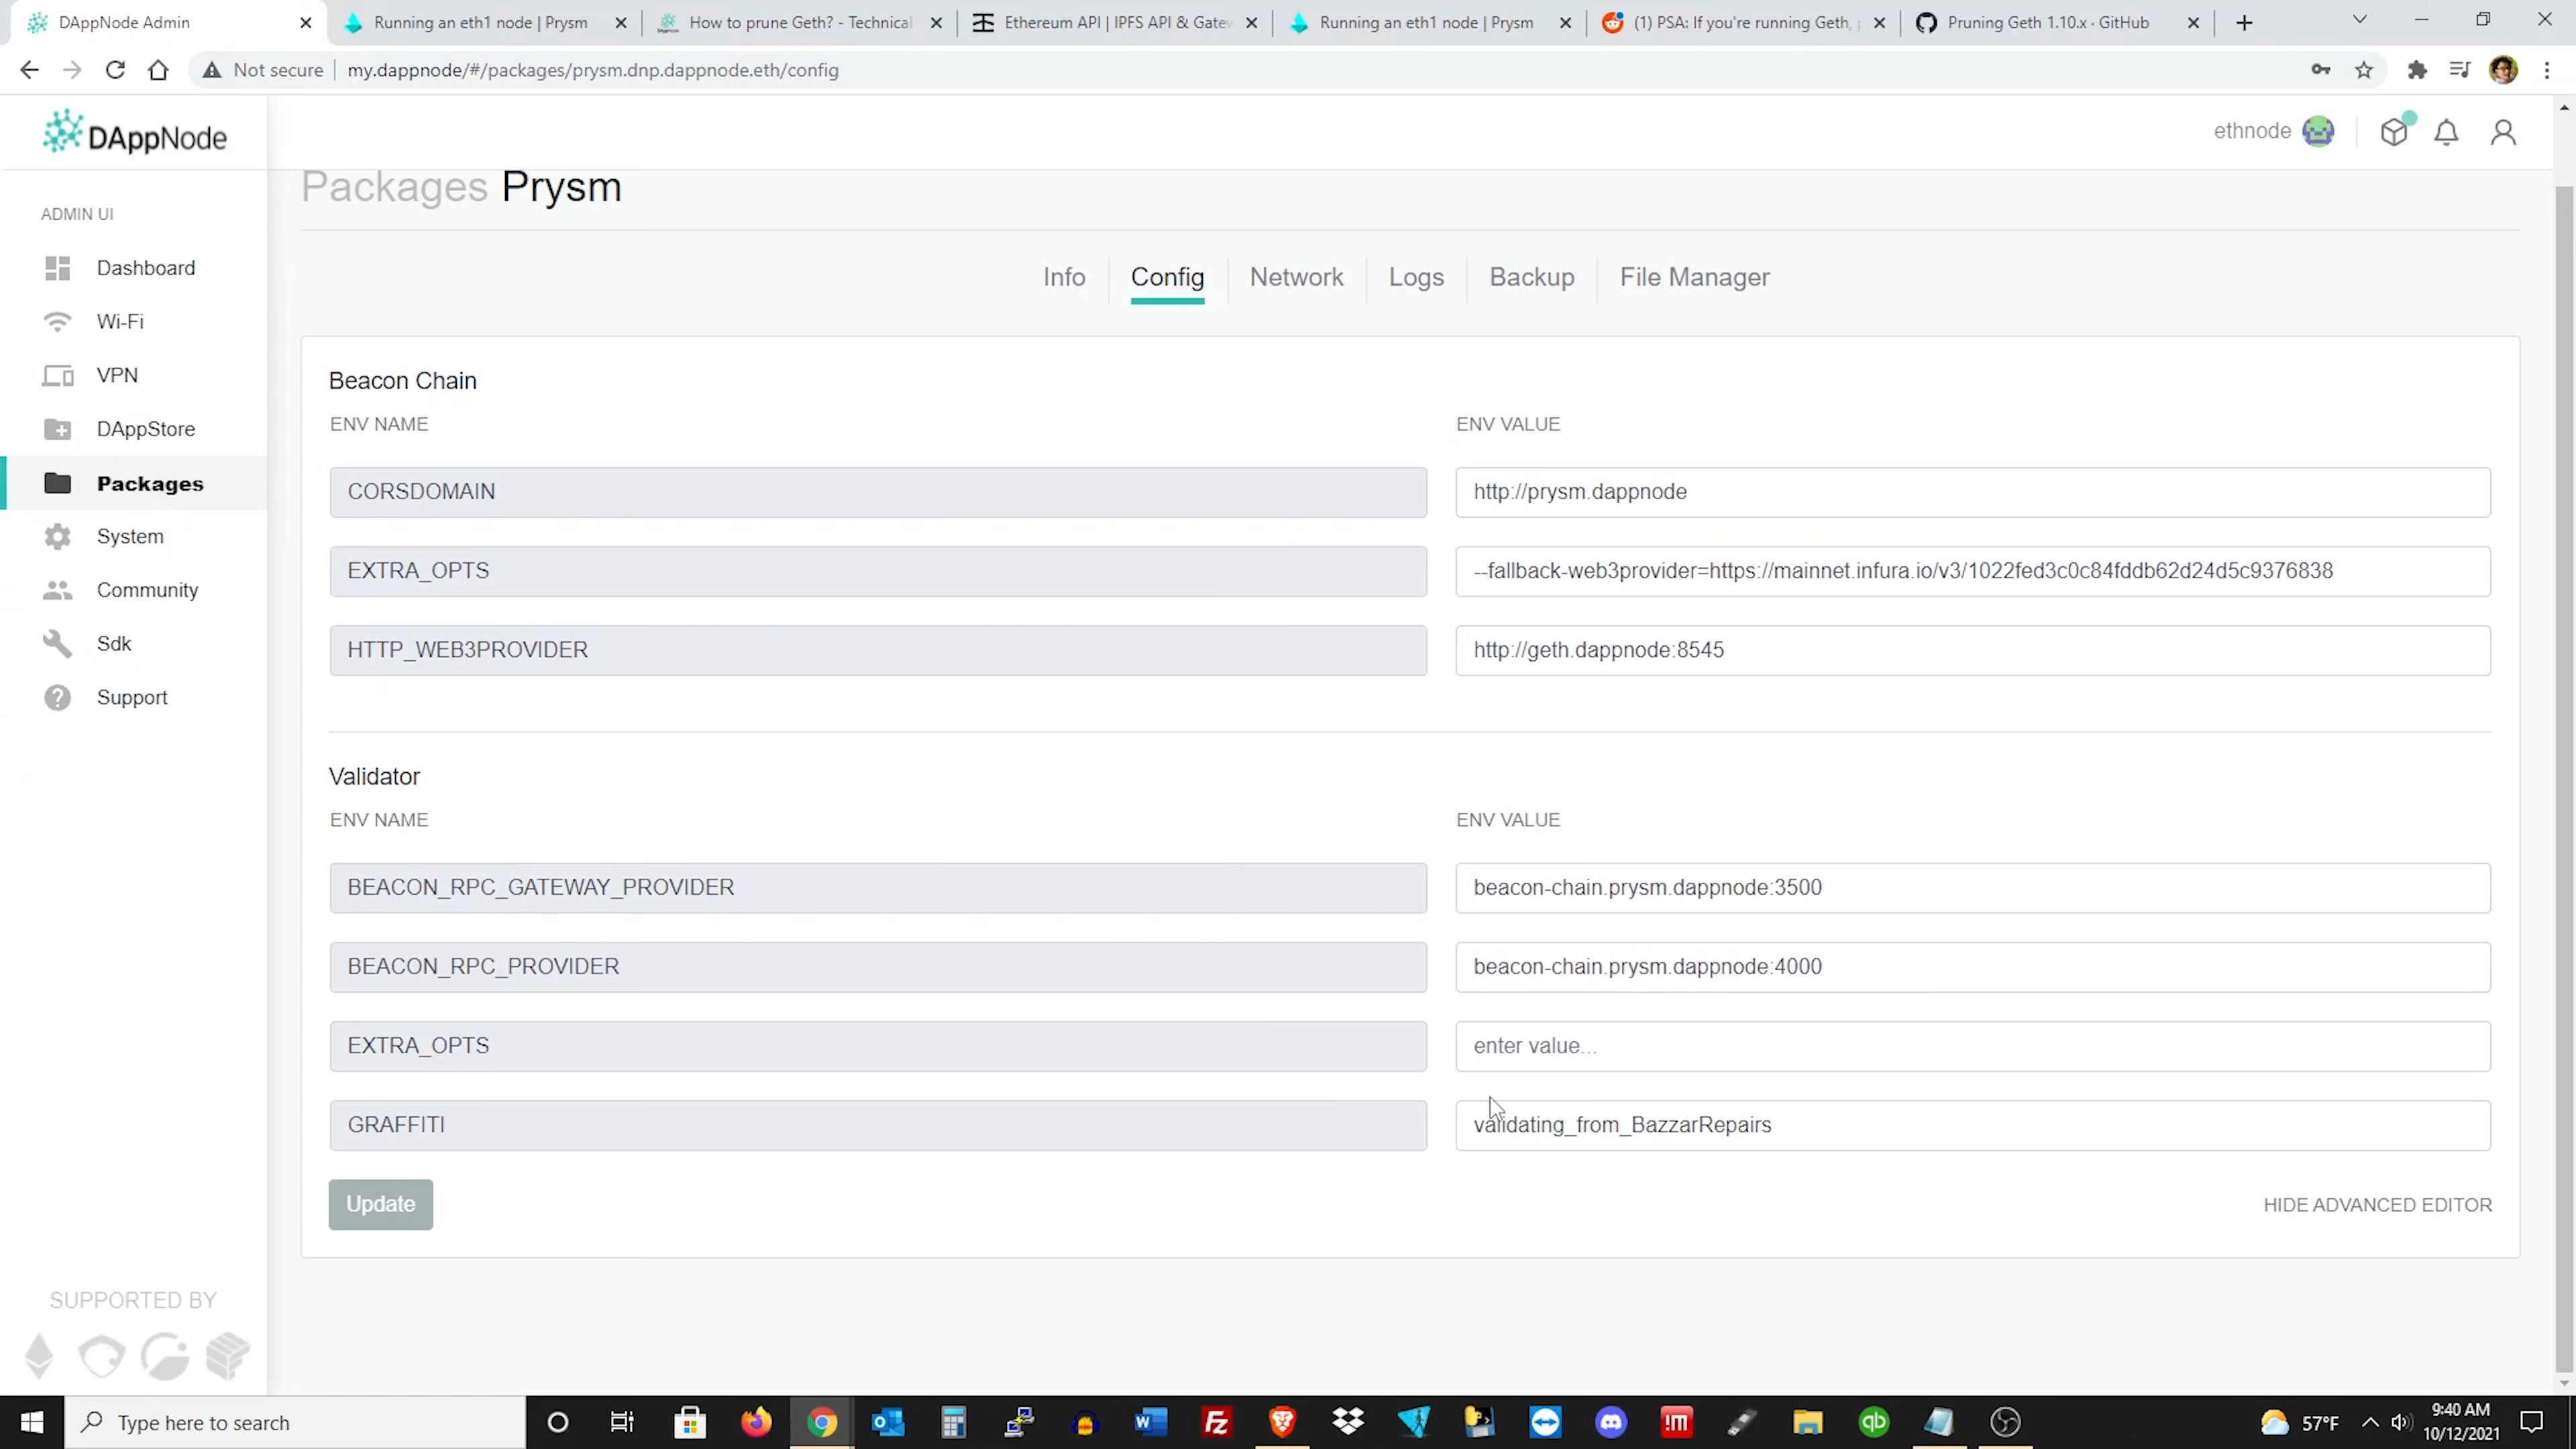 DAppNode Admin
Running an eth1 node | Prysm
How to prune Geth? - Technical
Ethereum API | IPFS API & Gatew
Running an eth1 node | Prysm
(1) PSA: If you're running Geth,
Pruning Geth 1.10.x · GitHub
Not secure
my.dappnode/#/packages/prysm.dnp.dappnode.eth/config
DAppNode
ethnode
Packages Prysm
ADMIN UI
Dashboard
Wi-Fi
VPN
DAppStore
Packages
System
Community
Sdk
Support
SUPPORTED BY
Info
Config
Network
Logs
Backup
File Manager
Beacon Chain
ENV NAME
ENV VALUE
CORSDOMAIN
http://prysm.dappnode
EXTRA_OPTS
--fallback-web3provider=https://mainnet.infura.io/v3/1022fed3c0c84fddb62d24d5c9376838
HTTP_WEB3PROVIDER
http://geth.dappnode:8545
Validator
ENV NAME
ENV VALUE
BEACON_RPC_GATEWAY_PROVIDER
beacon-chain.prysm.dappnode:3500
BEACON_RPC_PROVIDER
beacon-chain.prysm.dappnode:4000
EXTRA_OPTS
enter value...
GRAFFITI
validating_from_BazzarRepairs
Update
HIDE ADVANCED EDITOR
Type here to search
57°F
9:40 AM
10/12/2021